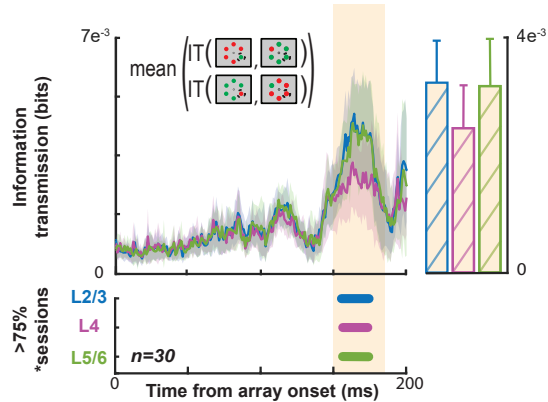 7e⁻³
4e⁻³
mean ( IT( , )
IT( , ) )
Information
transmission (bits)
0
0
>75%
*sessions
L2/3
L4
L5/6
n=30
0
200
Time from array onset (ms)